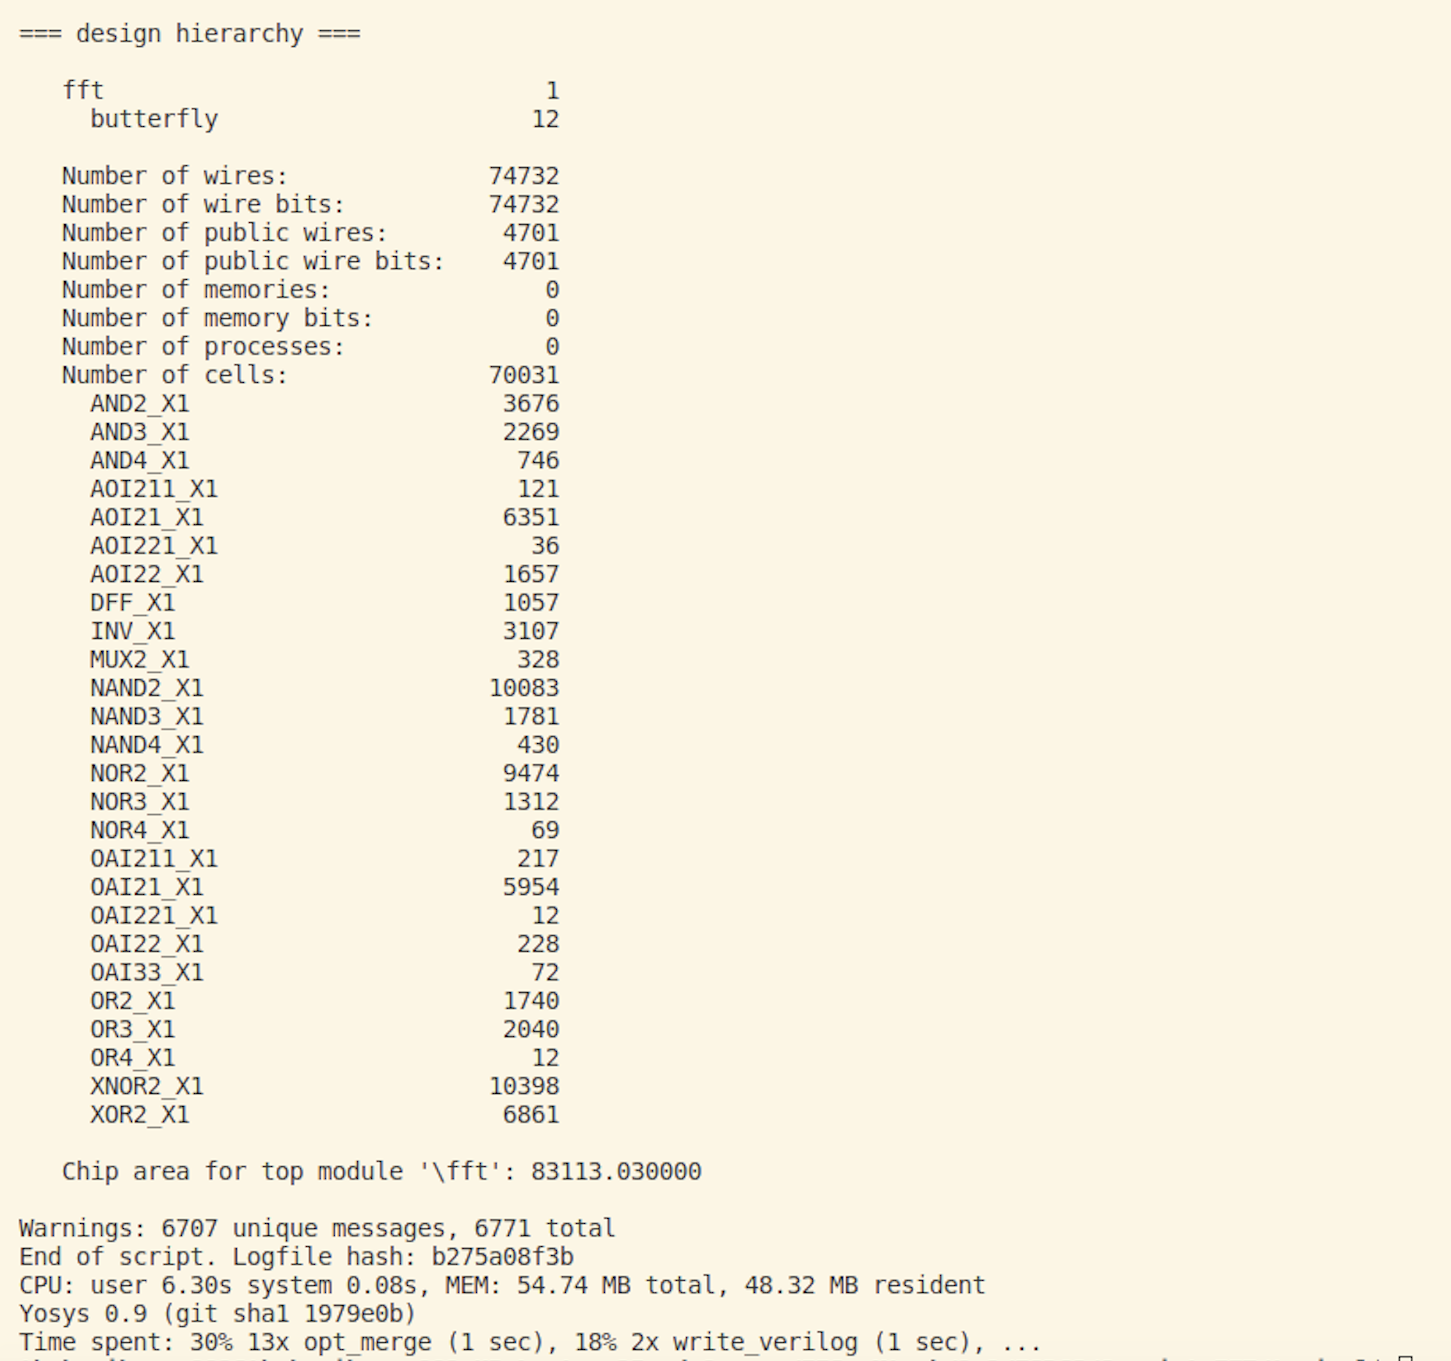 === design hierarchy ===
fft 1
butterfly 12
Number of wires: 74732
Number of wire bits: 74732
Number of public wires: 4701
Number of public wire bits: 4701
Number of memories: 0
Number of memory bits: 0
Number of processes: 0
Number of cells: 70031
AND2_X1 3676
AND3_X1 2269
AND4_X1 746
AOI211_X1 121
AOI21_X1 6351
AOI221_X1 36
AOI22_X1 1657
DFF_X1 1057
INV_X1 3107
MUX2_X1 328
NAND2_X1 10083
NAND3_X1 1781
NAND4_X1 430
NOR2_X1 9474
NOR3_X1 1312
NOR4_X1 69
OAI211_X1 217
OAI21_X1 5954
OAI221_X1 12
OAI22_X1 228
OAI33_X1 72
OR2_X1 1740
OR3_X1 2040
OR4_X1 12
XNOR2_X1 10398
XOR2_X1 6861
Chip area for top module '\fft': 83113.030000
Warnings: 6707 unique messages, 6771 total
End of script. Logfile hash: b275a08f3b
CPU: user 6.30s system 0.08s, MEM: 54.74 MB total, 48.32 MB resident
Yosys 0.9 (git sha1 1979e0b)
Time spent: 30% 13x opt_merge (1 sec), 18% 2x write_verilog (1 sec), ...